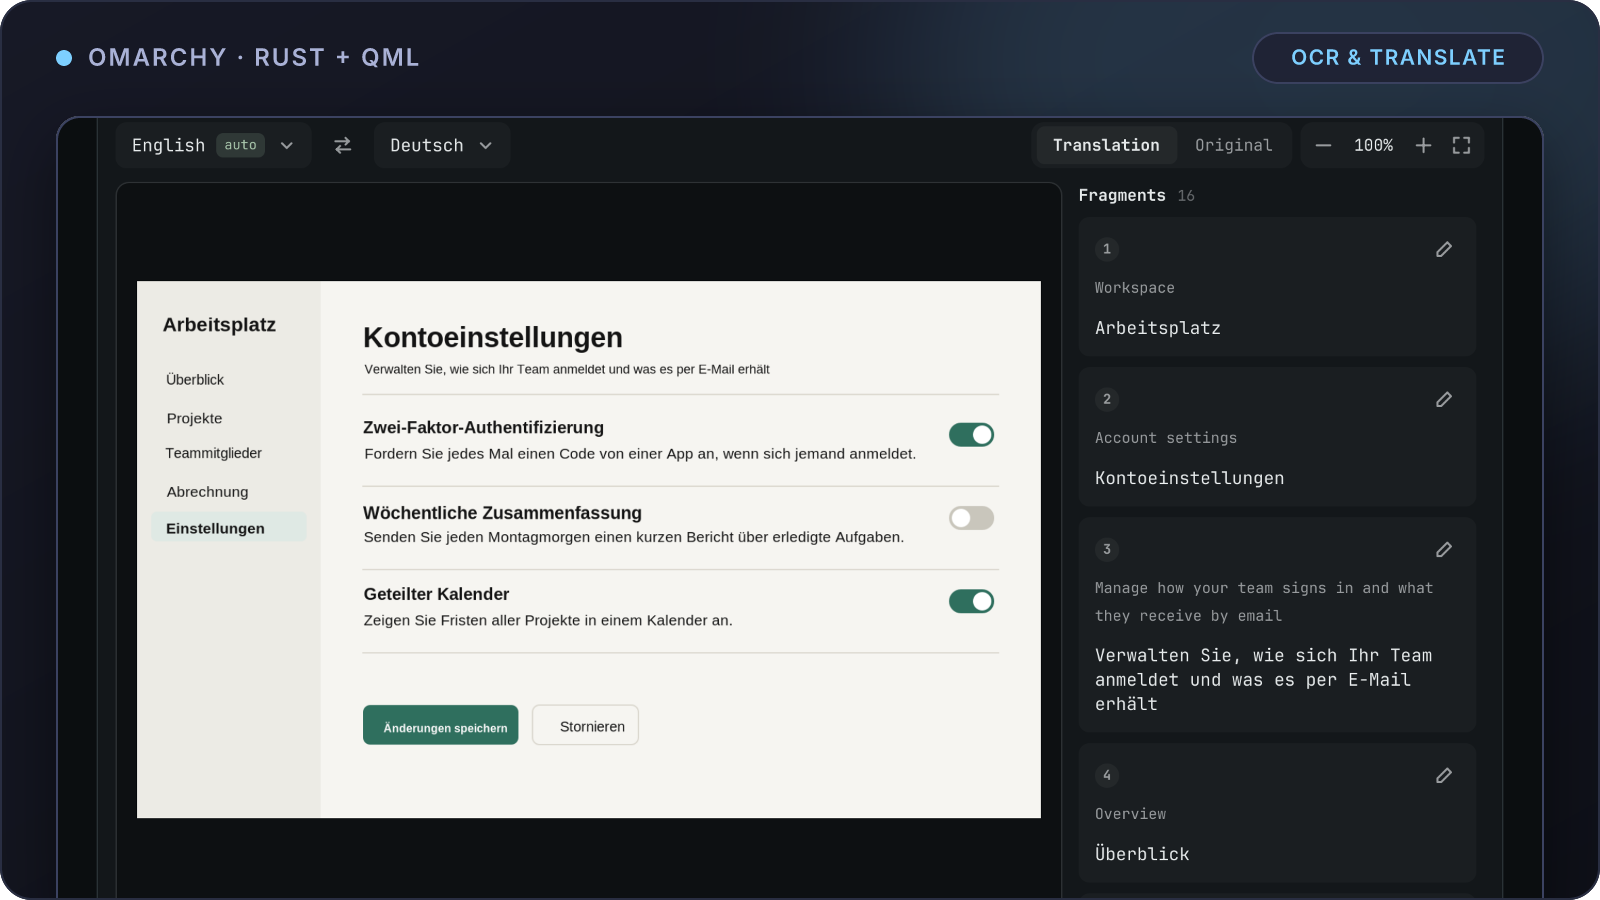 OMARCHY · RUST + QML
OCR & TRANSLATE
English auto
Deutsch
Translation
Original
100%
Arbeitsplatz
Überblick
Projekte
Teammitglieder
Abrechnung
Einstellungen
Kontoeinstellungen
Verwalten Sie, wie sich Ihr Team anmeldet und was es per E-Mail erhält
Zwei-Faktor-Authentifizierung
Fordern Sie jedes Mal einen Code von einer App an, wenn sich jemand anmeldet.
Wöchentliche Zusammenfassung
Senden Sie jeden Montagmorgen einen kurzen Bericht über erledigte Aufgaben.
Geteilter Kalender
Zeigen Sie Fristen aller Projekte in einem Kalender an.
Änderungen speichern
Stornieren
Fragments 16
1
Workspace
Arbeitsplatz
2
Account settings
Kontoeinstellungen
3
Manage how your team signs in and what
they receive by email
Verwalten Sie, wie sich Ihr Team
anmeldet und was es per E-Mail
erhält
4
Overview
Überblick